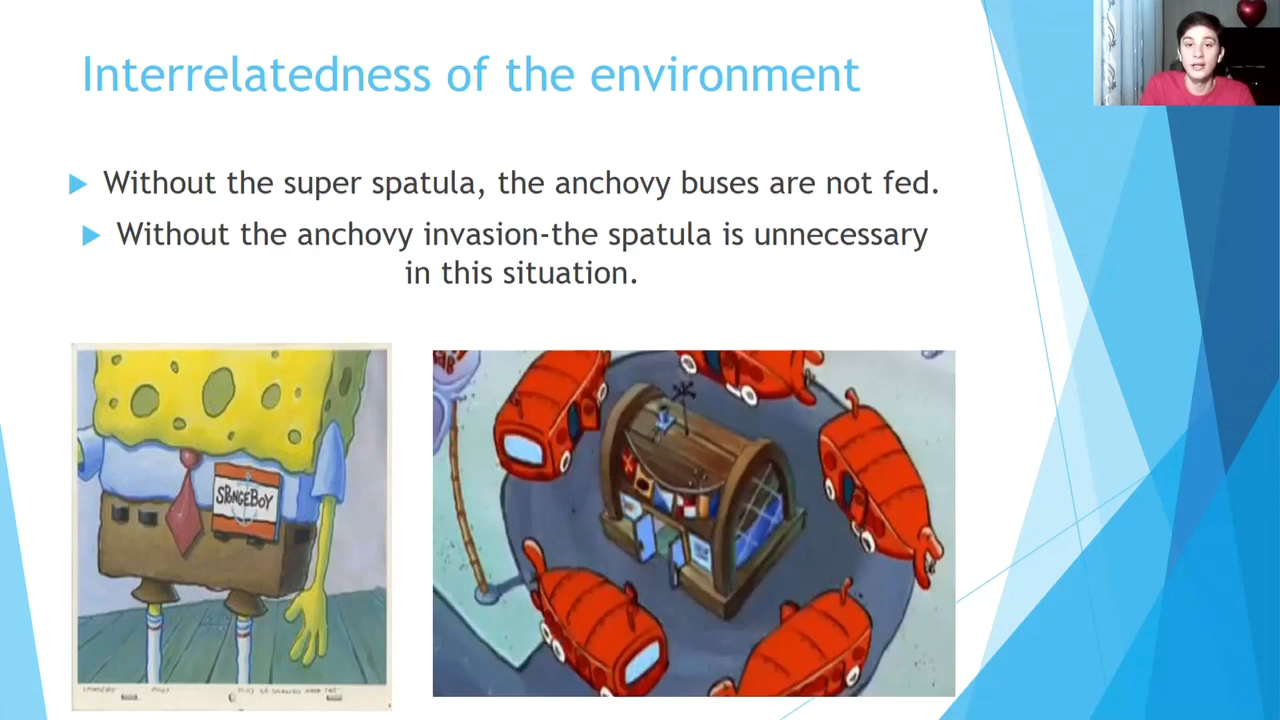 Interrelatedness of the environment
Without the super spatula, the anchovy buses are not fed.
Without the anchovy invasion-the spatula is unnecessary
in this situation.
SPONGEBOY